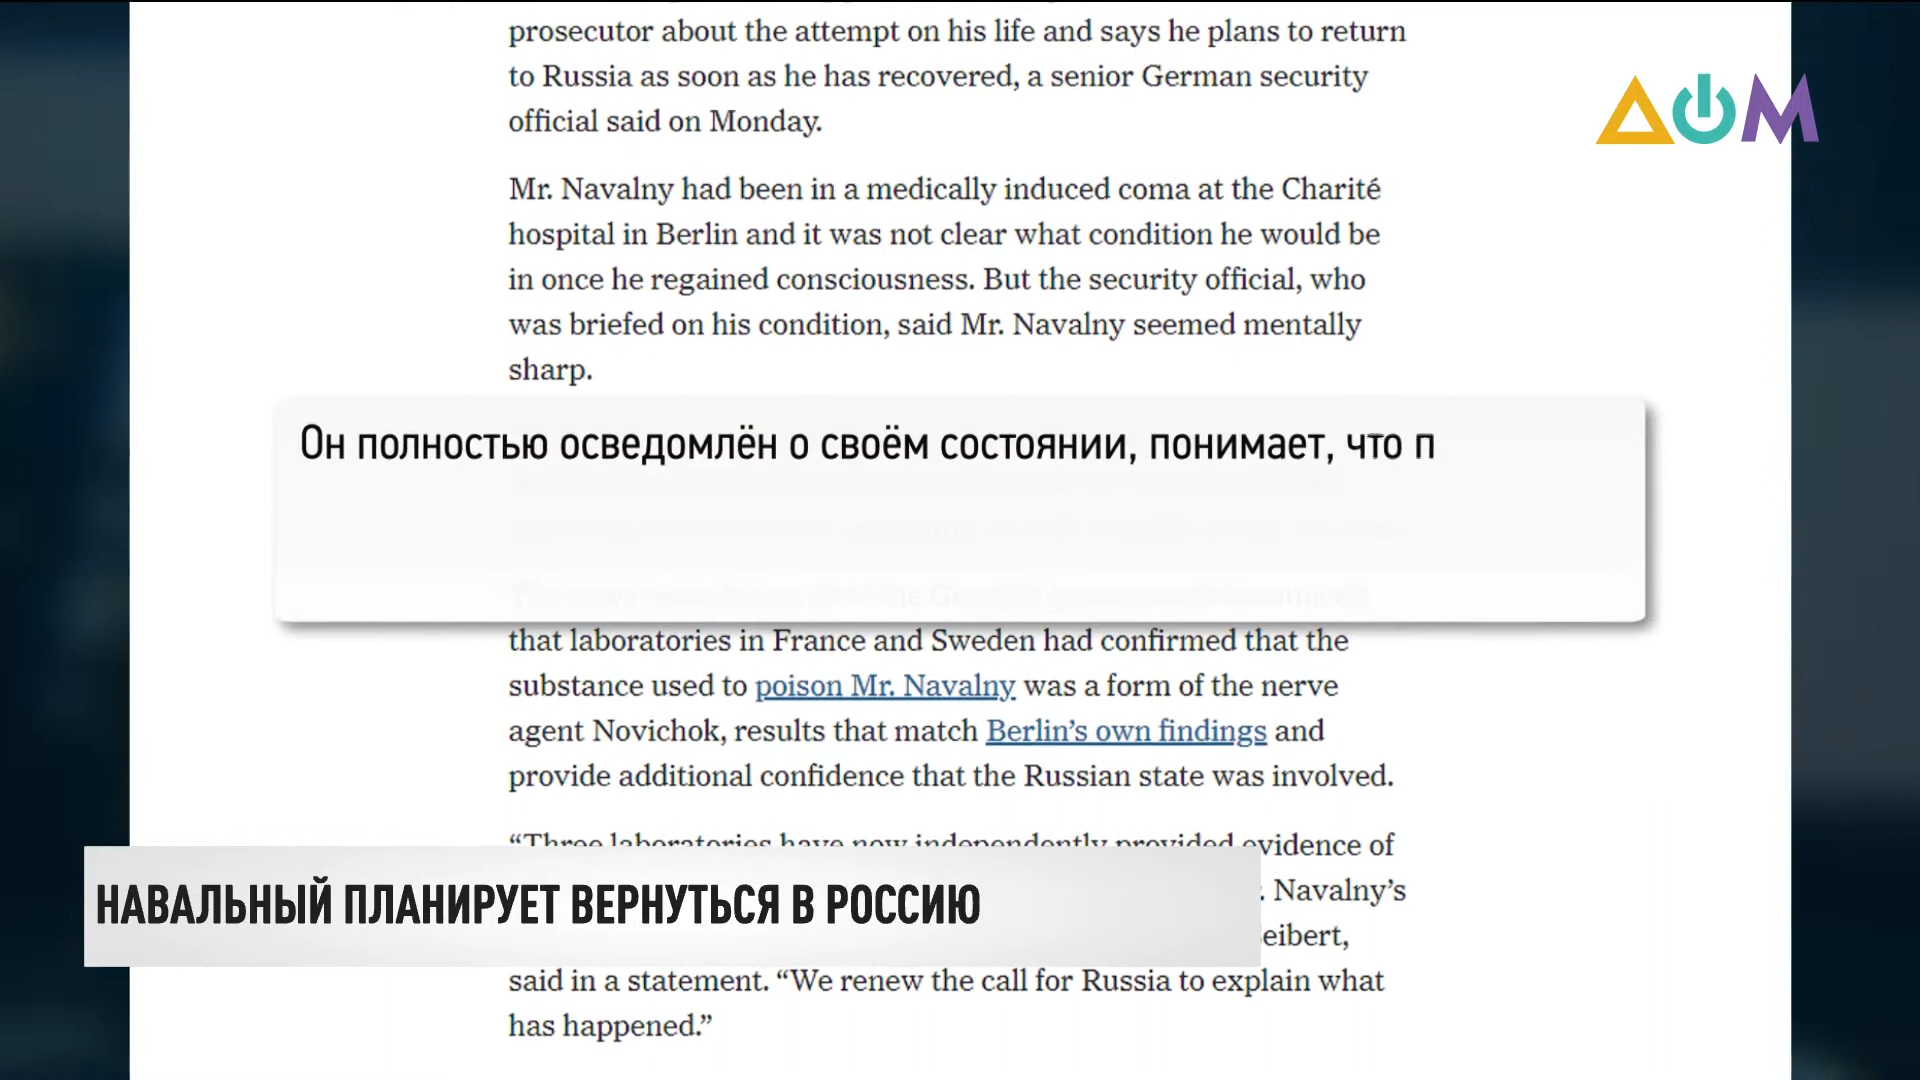 prosecutor about the attempt on his life and says he plans to return
to Russia as soon as he has recovered, a senior German security
official said on Monday.
ДОМ
Mr. Navalny had been in a medically induced coma at the Charité
hospital in Berlin and it was not clear what condition he would be
in once he regained consciousness. But the security official, who
was briefed on his condition, said Mr. Navalny seemed mentally
sharp.
Он полностью осведомлён о своём состоянии, понимает, что п
that laboratories in France and Sweden had confirmed that the
substance used to poison Mr. Navalny was a form of the nerve
agent Novichok, results that match Berlin’s own findings and
provide additional confidence that the Russian state was involved.
“Three laboratories have now independently provided evidence of
Navalny’s
НАВАЛЬНЫЙ ПЛАНИРУЕТ ВЕРНУТЬСЯ В РОССИЮ
eibert,
said in a statement. “We renew the call for Russia to explain what
has happened.”